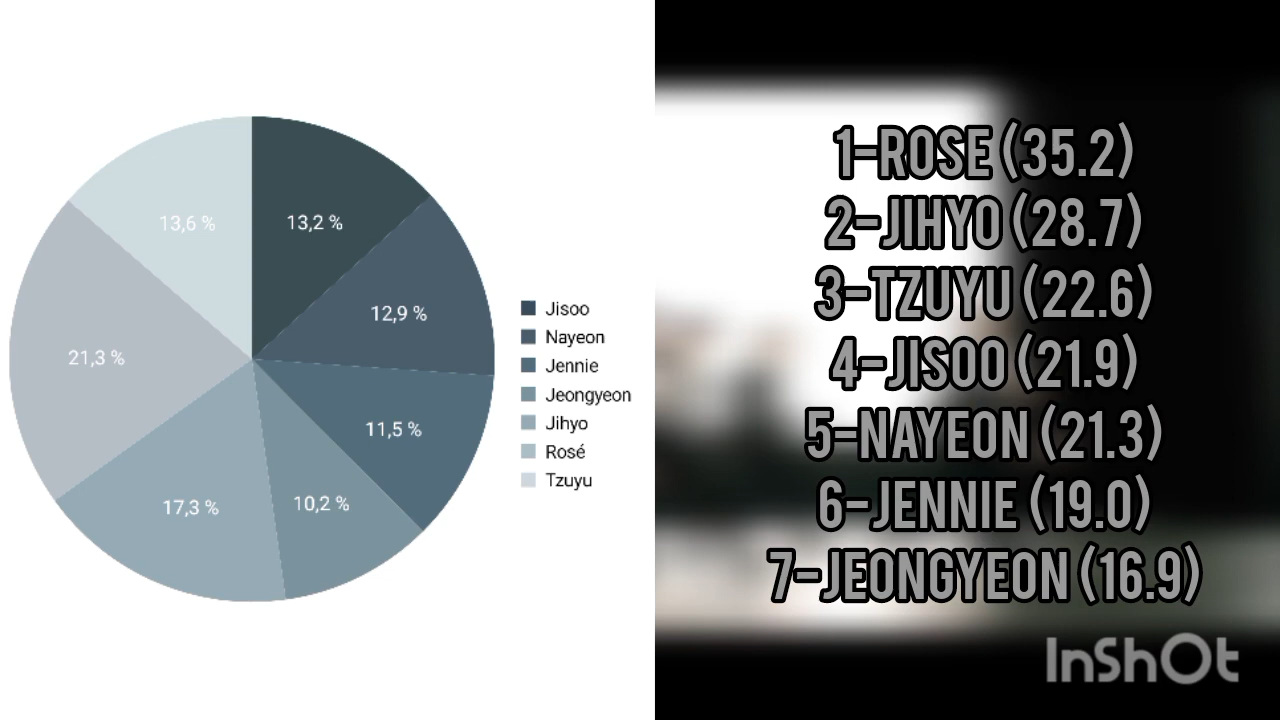 13,6 %
13,2 %
12,9 %
21,3 %
11,5 %
10,2 %
17,3 %
Jisoo
Nayeon
Jennie
Jeongyeon
Jihyo
Rosé
Tzuyu
1-ROSE (35.2)
2-JIHYO (28.7)
3-TZUYU (22.6)
4-JISOO (21.9)
5-NAYEON (21.3)
6-JENNIE (19.0)
7-JEONGYEON (16.9)
InShOt